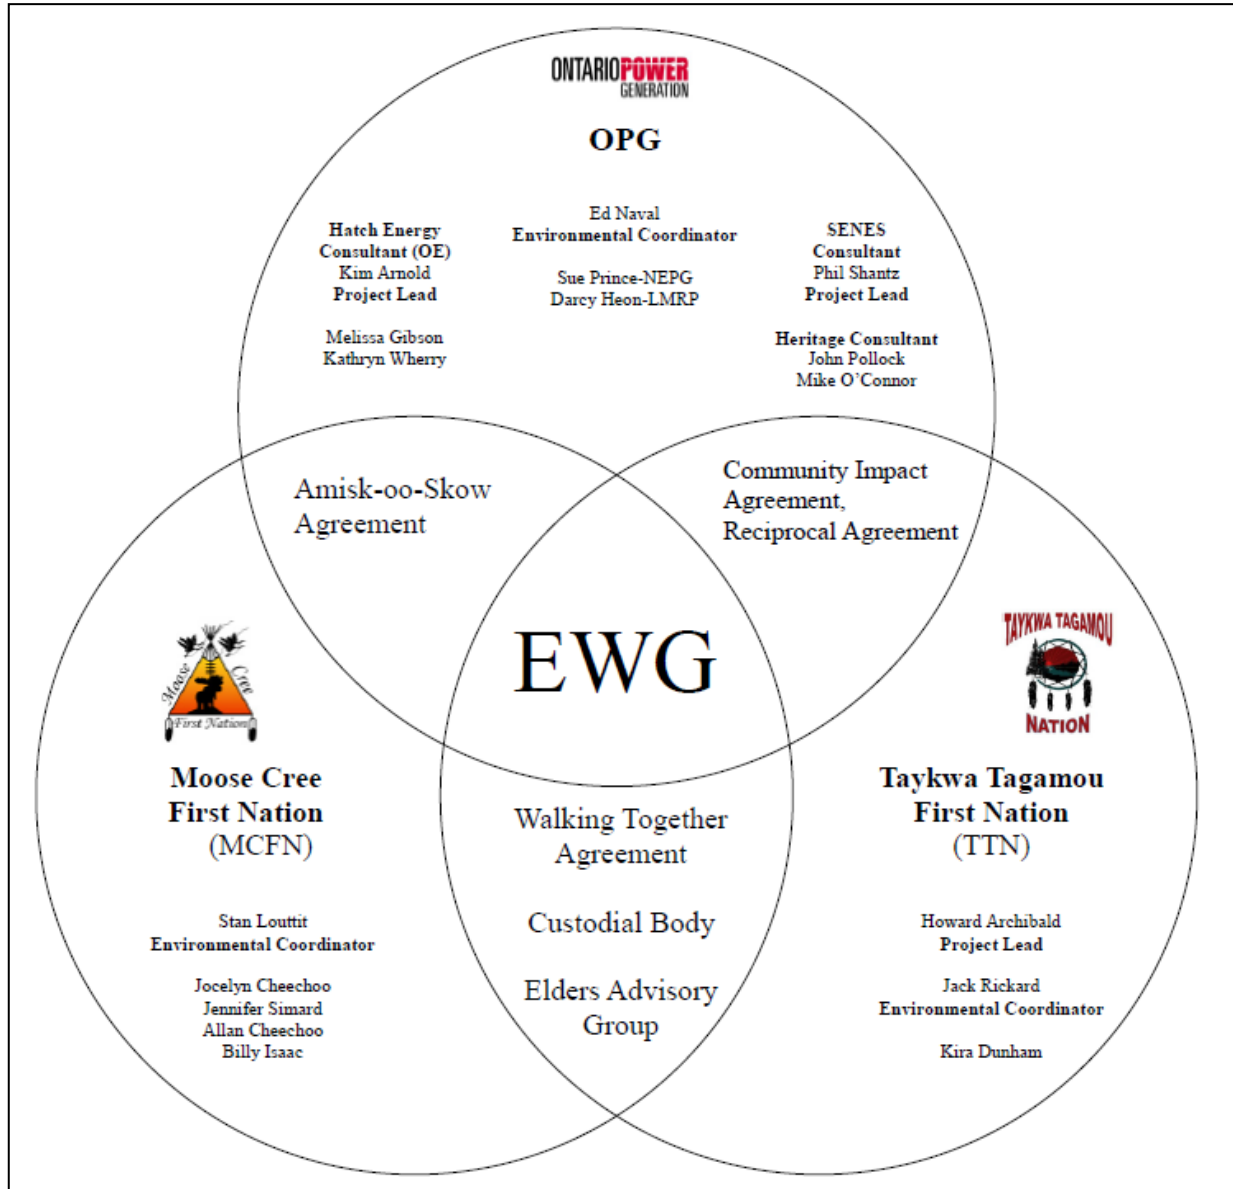 ONTARIOPOWER
GENERATION
OPG
Hatch Energy
Consultant (OE)
Kim Arnold
Project Lead
Melissa Gibson
Kathryn Wherry
Ed Naval
Environmental Coordinator
Sue Prince-NEPG
Darcy Heon-LMRP
SENES
Consultant
Phil Shantz
Project Lead
Heritage Consultant
John Pollock
Mike O'Connor
Amisk-oo-Skow
Agreement
Community Impact
Agreement,
Reciprocal Agreement
EWG
Moose Cree
First Nation
Moose Cree
First Nation
(MCFN)
Stan Louttit
Environmental Coordinator
Jocelyn Cheechoo
Jennifer Simard
Allan Cheechoo
Billy Isaac
Walking Together
Agreement
Custodial Body
Elders Advisory
Group
TAYKWA TAGAMOU
NATION
Taykwa Tagamou
First Nation
(TTN)
Howard Archibald
Project Lead
Jack Rickard
Environmental Coordinator
Kira Dunham